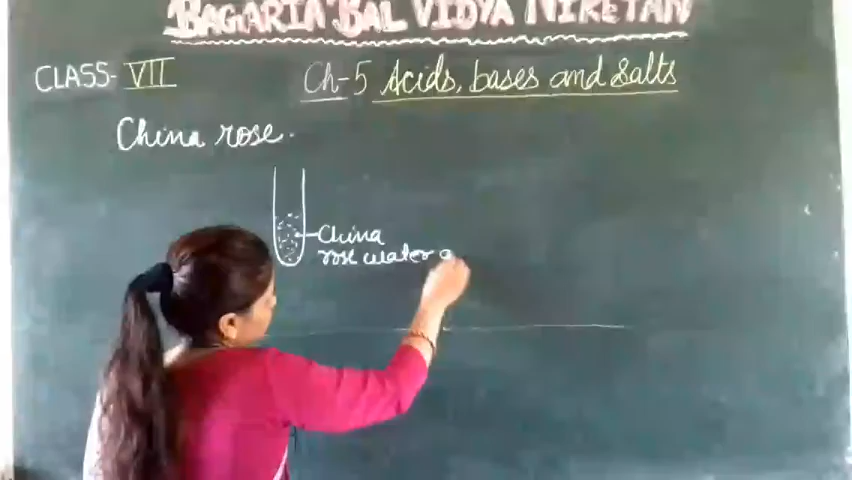 BAGARIA BAL VIDYA NIKETAN
CLASS- VII
Ch-5 Acids, bases and salts
China rose.
China
rose water